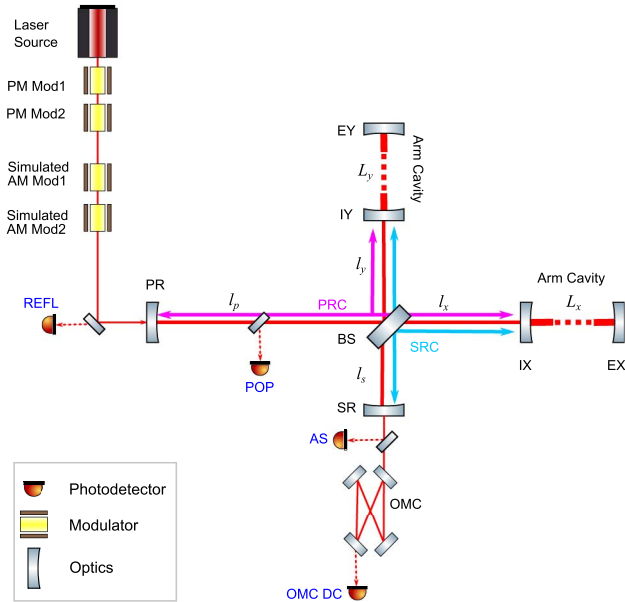 Laser
Source
PM Mod1
PM Mod2
Simulated
AM Mod1
Simulated
AM Mod2
EY
Arm Cavity
L_y
IY
PR
Arm Cavity
REFL
l_p
PRC
l_y
l_x
L_x
BS
SRC
IX
EX
POP
l_s
SR
AS
OMC
OMC DC
Photodetector
Modulator
Optics